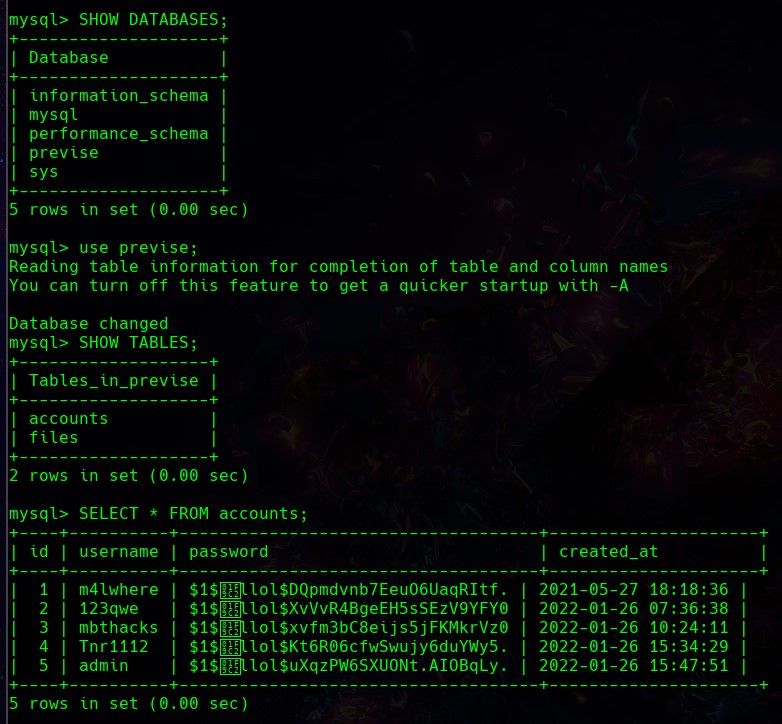 mysql> SHOW DATABASES;
+--------------------+
| Database           |
+--------------------+
| information_schema |
| mysql              |
| performance_schema |
| previse            |
| sys                |
+--------------------+
5 rows in set (0.00 sec)
mysql> use previse;
Reading table information for completion of table and column names
You can turn off this feature to get a quicker startup with -A
Database changed
mysql> SHOW TABLES;
+-------------------+
| Tables_in_previse |
+-------------------+
| accounts          |
| files             |
+-------------------+
2 rows in set (0.00 sec)
mysql> SELECT * FROM accounts;
+----+----------+------------------------------------+---------------------+
| id | username | password                           | created_at          |
+----+----------+------------------------------------+---------------------+
|  1 | m4lwhere | $1$🧂llol$DQpmdvnb7EeuO6UaqRItf. | 2021-05-27 18:18:36 |
|  2 | 123qwe   | $1$🧂llol$XvVvR4BgeEH5sSEzV9YFY0 | 2022-01-26 07:36:38 |
|  3 | mbthacks | $1$🧂llol$xvfm3bC8eijs5jFKMkrVz0 | 2022-01-26 10:24:11 |
|  4 | Tnr1112  | $1$🧂llol$Kt6R06cfwSwujy6duYWy5. | 2022-01-26 15:34:29 |
|  5 | admin    | $1$🧂llol$uXqzPW6SXUONt.AIOBqLy. | 2022-01-26 15:47:51 |
+----+----------+------------------------------------+---------------------+
5 rows in set (0.00 sec)